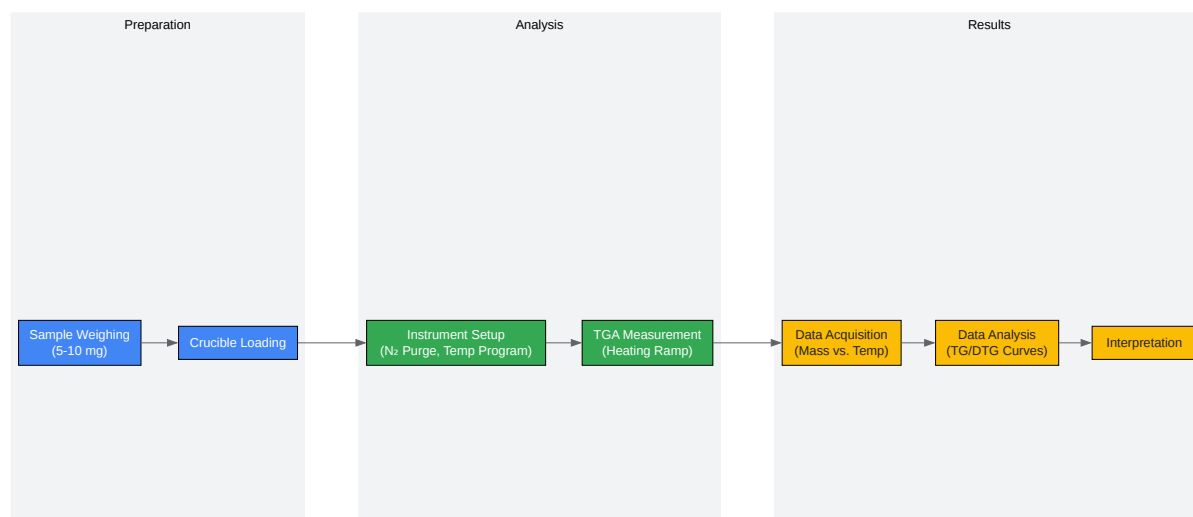 Preparation
Analysis
Results
Sample Weighing
(5-10 mg)
Crucible Loading
Instrument Setup
(N₂ Purge, Temp Program)
TGA Measurement
(Heating Ramp)
Data Acquisition
(Mass vs. Temp)
Data Analysis
(TG/DTG Curves)
Interpretation